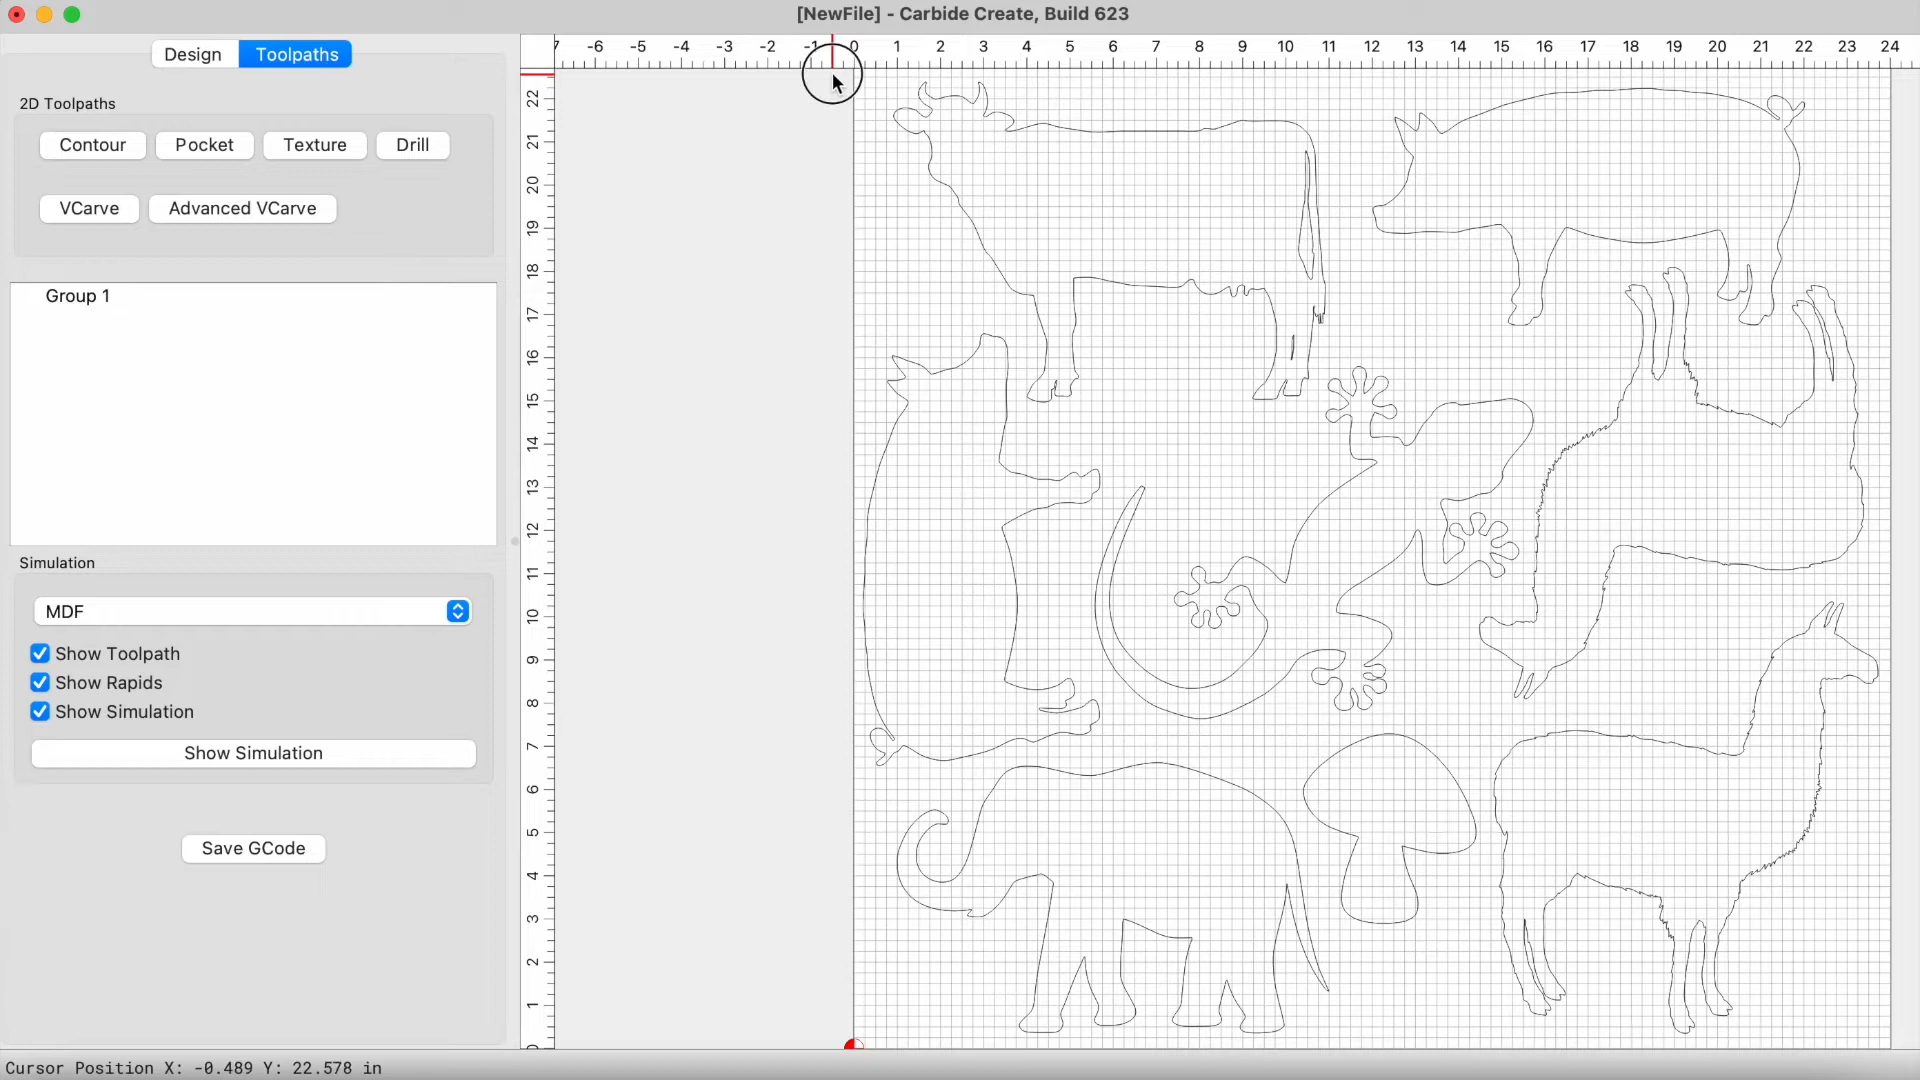 [NewFile] - Carbide Create, Build 623
Design Toolpaths
7 -6 -5 -4 -3 -2 -1 0 1 2 3 4 5 6 7 8 9 10 11 12 13 14 15 16 17 18 19 20 21 22 23 24
2D Toolpaths
Contour Pocket Texture Drill
VCarve Advanced VCarve
Group 1
Simulation
MDF
Show Toolpath
Show Rapids
Show Simulation
Show Simulation
Save GCode
22
21
20
19
18
17
16
15
14
13
12
11
10
9
8
7
6
5
4
3
2
1
0
Cursor Position X: -0.489 Y: 22.578 in